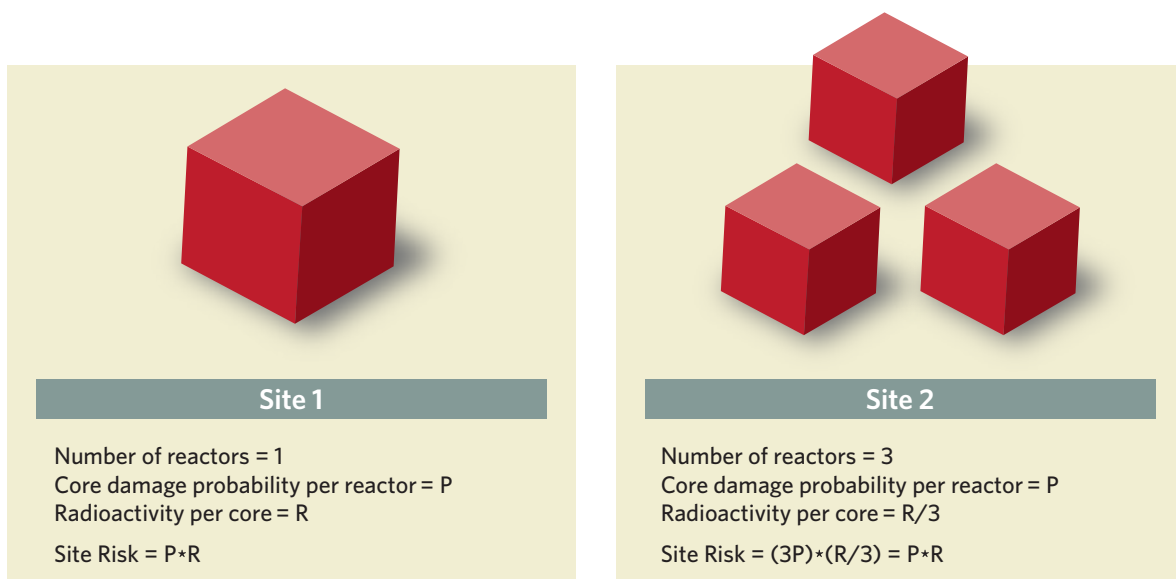 Site 1
Number of reactors = 1
Core damage probability per reactor = P
Radioactivity per core = R
Site Risk = P*R
Site 2
Number of reactors = 3
Core damage probability per reactor = P
Radioactivity per core = R/3
Site Risk = (3P)*(R/3) = P*R